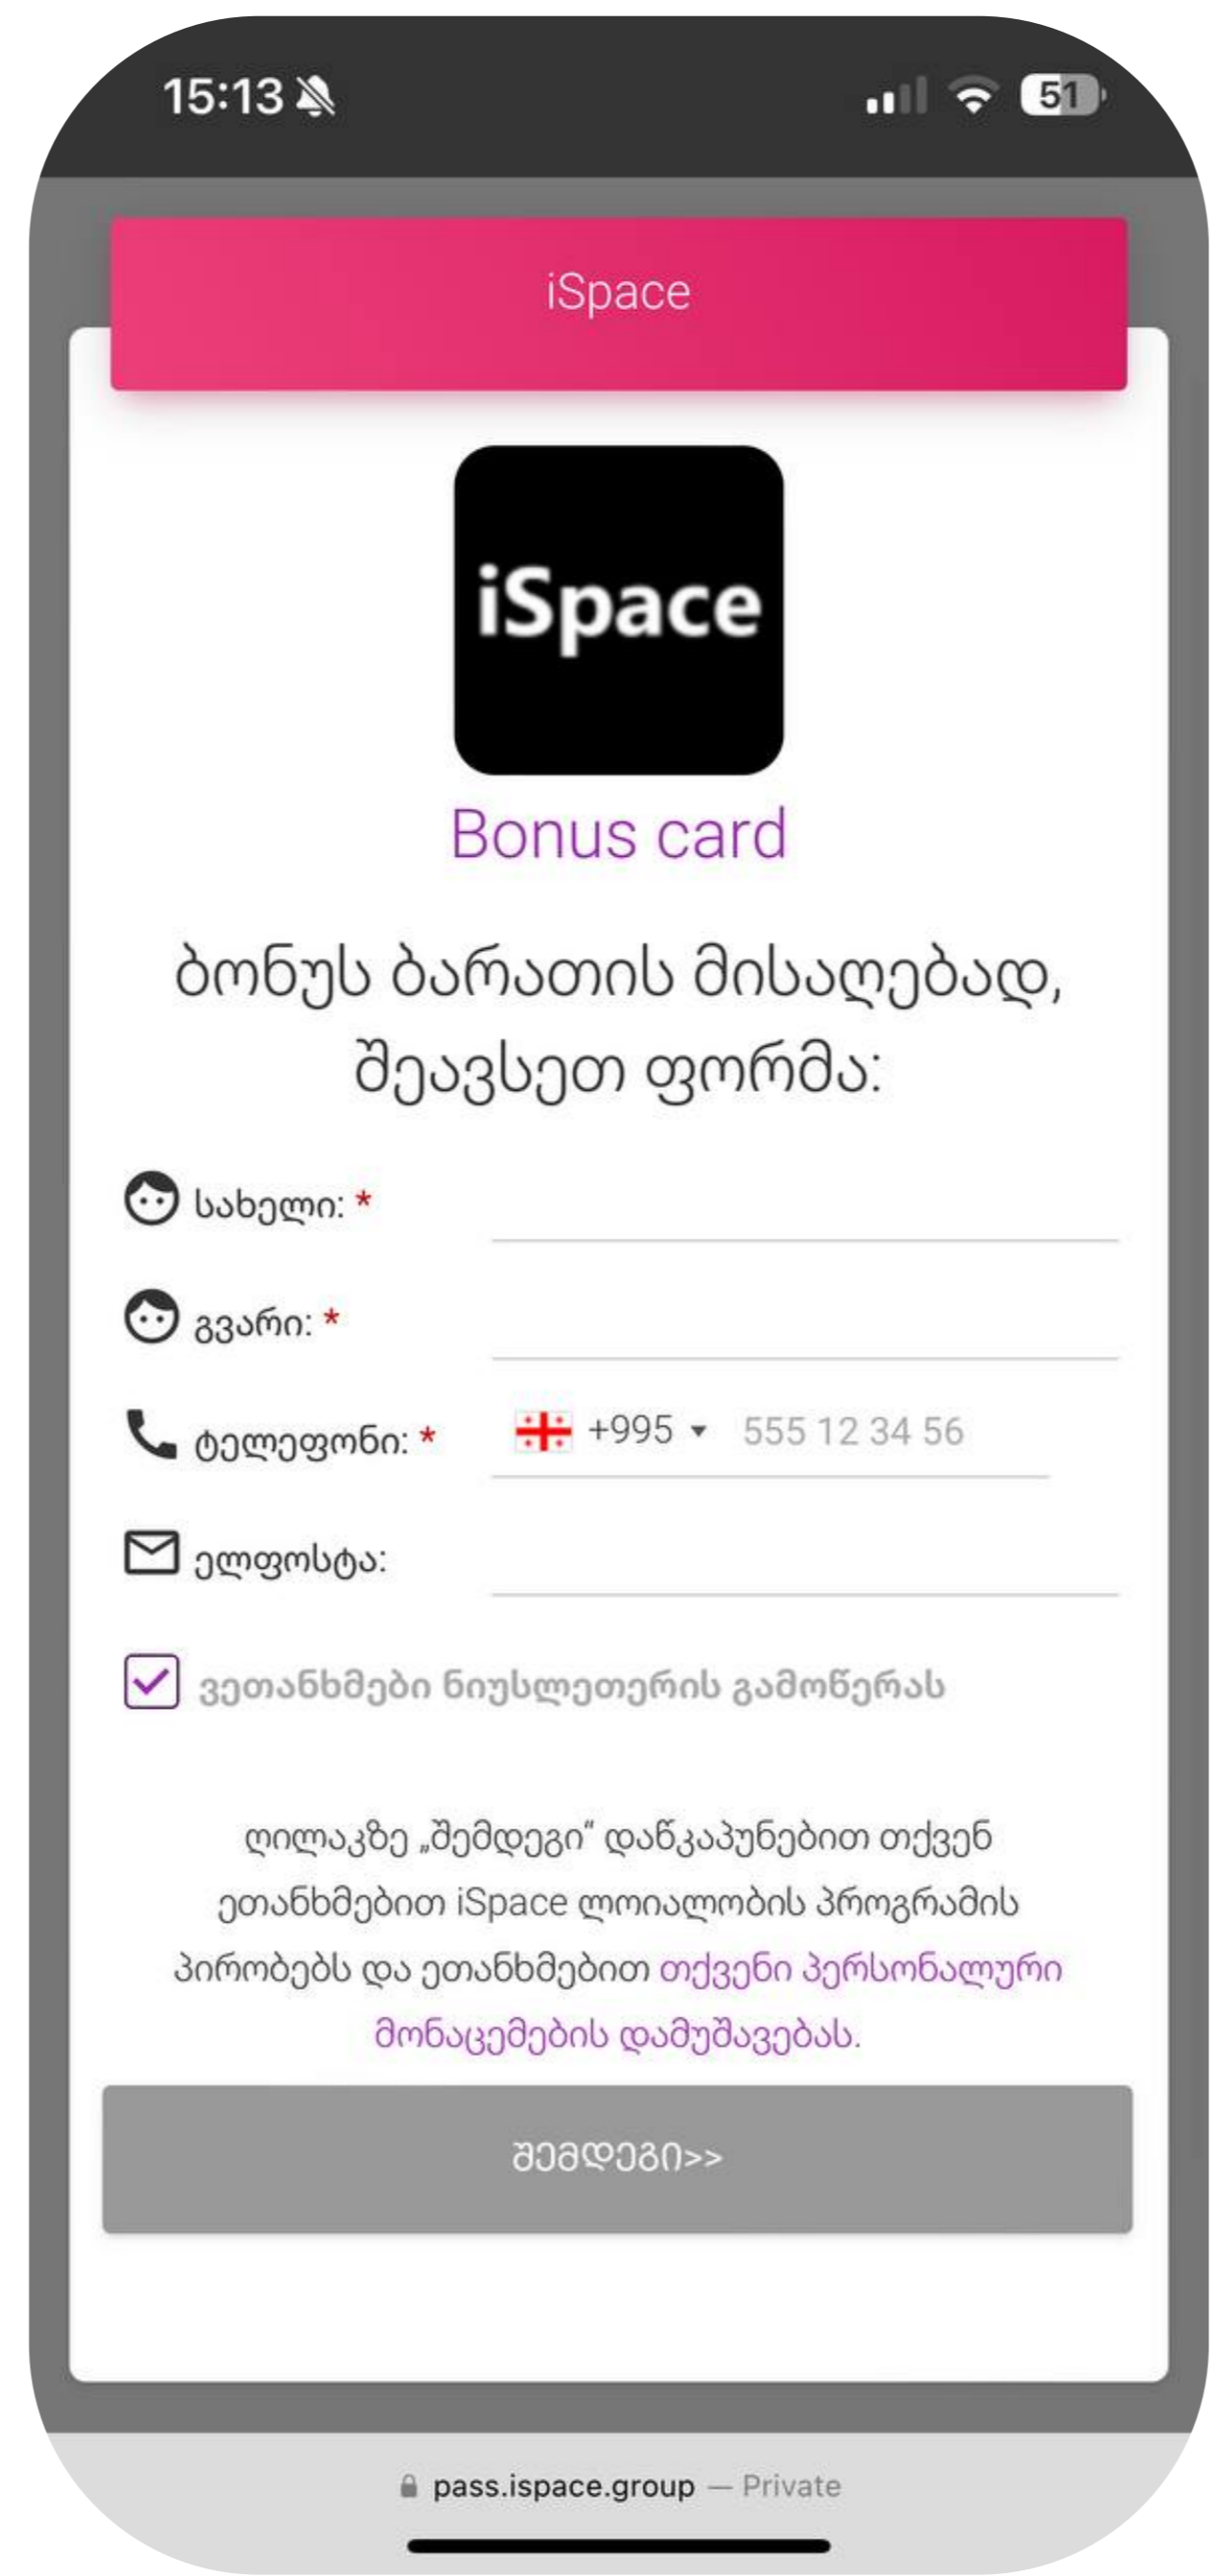 15:13
51
iSpace
iSpace
Bonus card
ბონუს ბარათის მისაღებად,
შეავსეთ ფორმა:
სახელი: *
გვარი: *
ტელეფონი: * +995 555 12 34 56
ელფოსტა:
ვეთანხმები ნიუსლეთერის გამოწერას
ღილაკზე „შემდეგი“ დაწკაპუნებით თქვენ
ეთანხმებით iSpace ლოიალობის პროგრამის
პირობებს და ეთანხმებით თქვენი პერსონალური
მონაცემების დამუშავებას.
შემდეგი>>
pass.ispace.group — Private